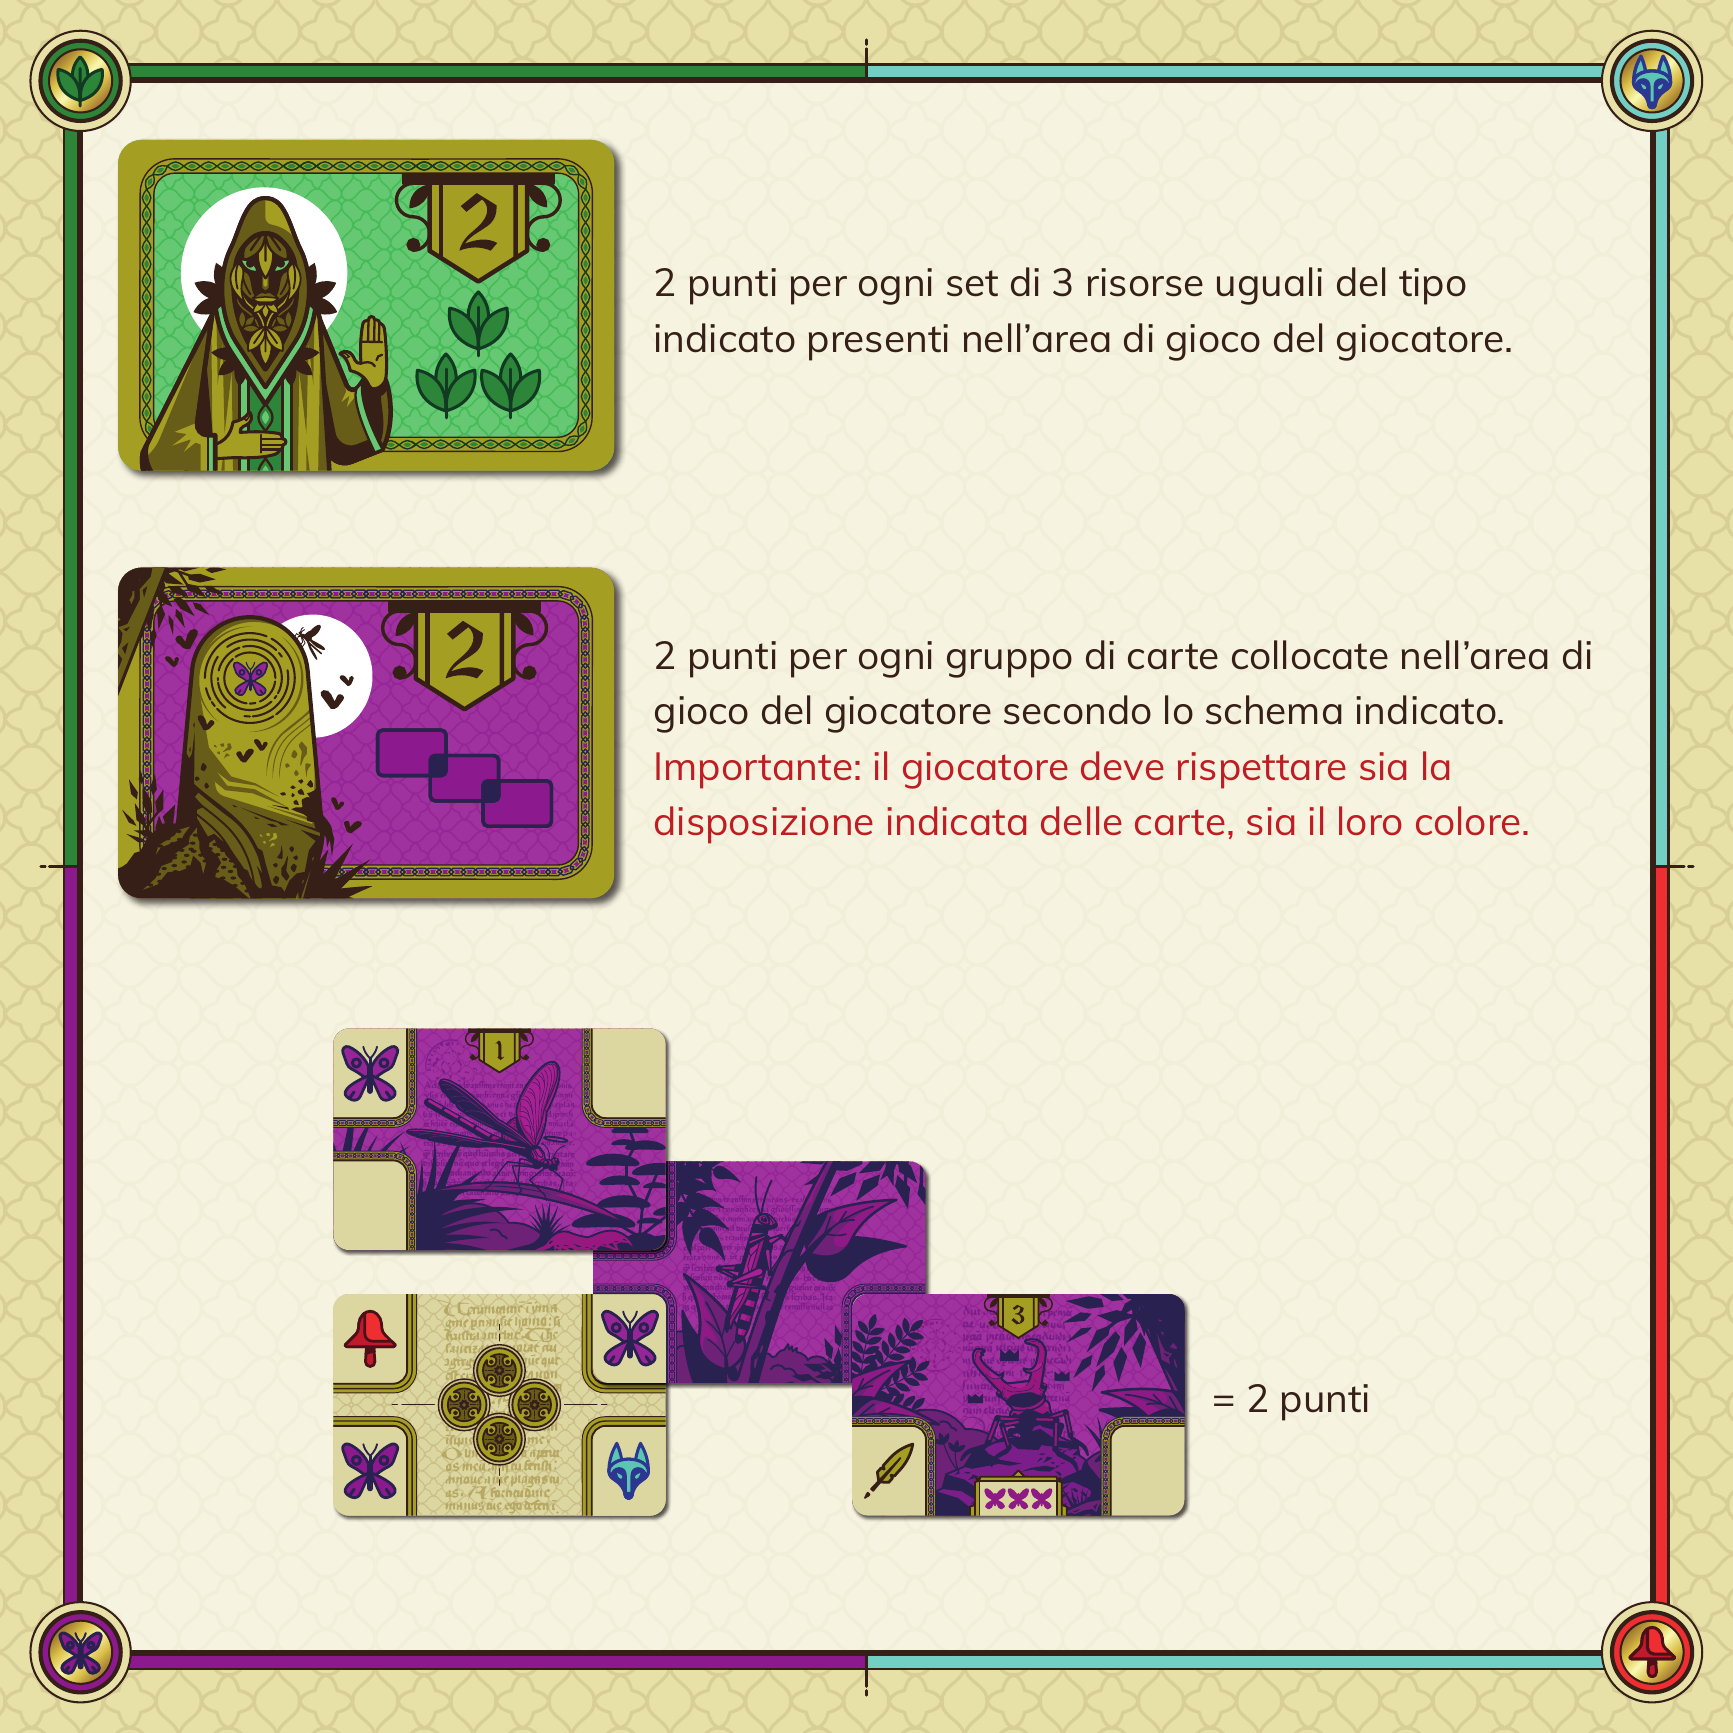 2
2 punti per ogni set di 3 risorse uguali del tipo
indicato presenti nell’area di gioco del giocatore.
2
2 punti per ogni gruppo di carte collocate nell’area di
gioco del giocatore secondo lo schema indicato.
Importante: il giocatore deve rispettare sia la
disposizione indicata delle carte, sia il loro colore.
1
3
= 2 punti